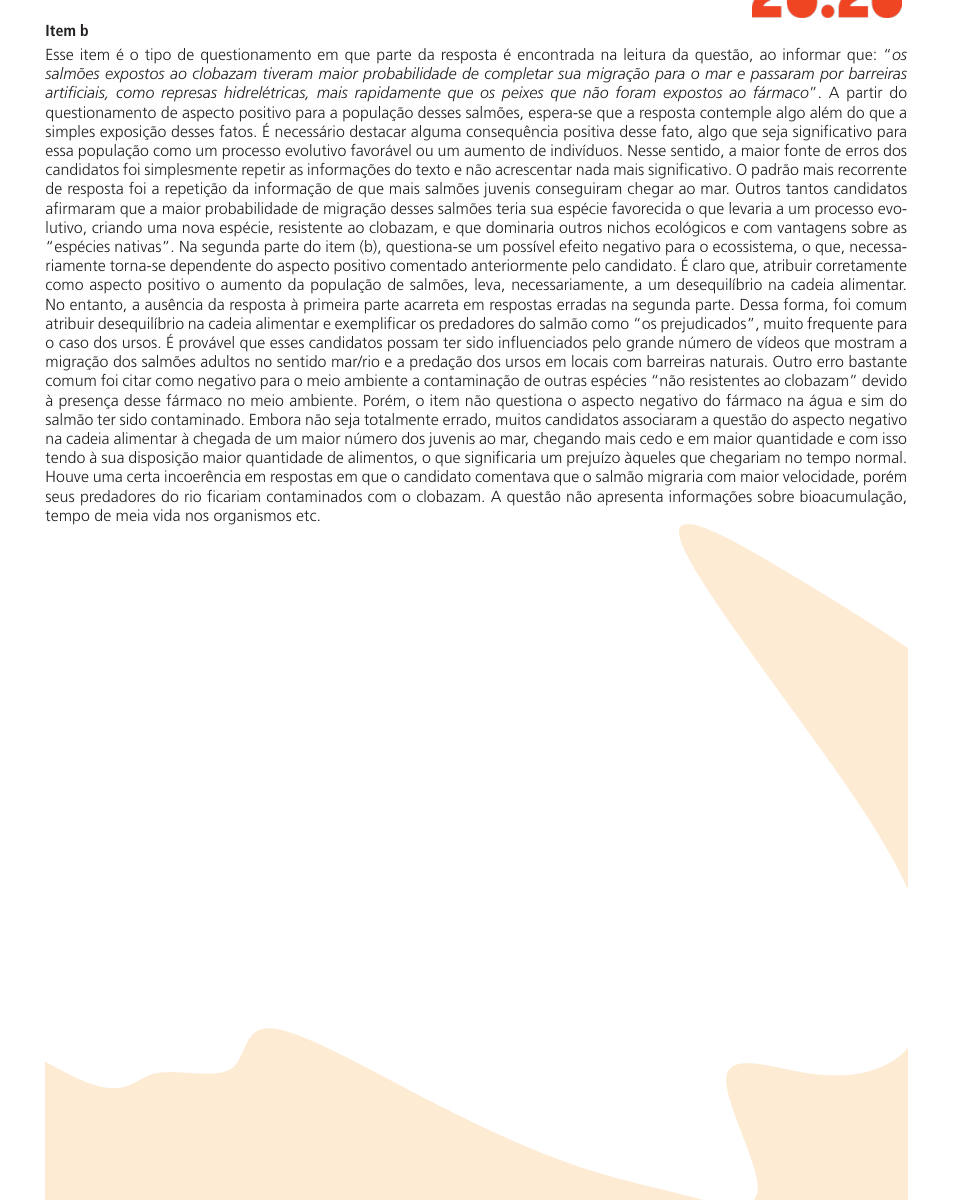 Item b
Esse item é o tipo de questionamento em que parte da resposta é encontrada na leitura da questão, ao informar que: “os
salmões expostos ao clobazam tiveram maior probabilidade de completar sua migração para o mar e passaram por barreiras
artificiais, como represas hidrelétricas, mais rapidamente que os peixes que não foram expostos ao fármaco”. A partir do
questionamento de aspecto positivo para a população desses salmões, espera-se que a resposta contemple algo além do que a
simples exposição desses fatos. É necessário destacar alguma consequência positiva desse fato, algo que seja significativo para
essa população como um processo evolutivo favorável ou um aumento de indivíduos. Nesse sentido, a maior fonte de erros dos
candidatos foi simplesmente repetir as informações do texto e não acrescentar nada mais significativo. O padrão mais recorrente
de resposta foi a repetição da informação de que mais salmões juvenis conseguiram chegar ao mar. Outros tantos candidatos
afirmaram que a maior probabilidade de migração desses salmões teria sua espécie favorecida o que levaria a um processo evo-
lutivo, criando uma nova espécie, resistente ao clobazam, e que dominaria outros nichos ecológicos e com vantagens sobre as
“espécies nativas”. Na segunda parte do item (b), questiona-se um possível efeito negativo para o ecossistema, o que, necessa-
riamente torna-se dependente do aspecto positivo comentado anteriormente pelo candidato. É claro que, atribuir corretamente
como aspecto positivo o aumento da população de salmões, leva, necessariamente, a um desequilíbrio na cadeia alimentar.
No entanto, a ausência da resposta à primeira parte acarreta em respostas erradas na segunda parte. Dessa forma, foi comum
atribuir desequilíbrio na cadeia alimentar e exemplificar os predadores do salmão como “os prejudicados”, muito frequente para
o caso dos ursos. É provável que esses candidatos possam ter sido influenciados pelo grande número de vídeos que mostram a
migração dos salmões adultos no sentido mar/rio e a predação dos ursos em locais com barreiras naturais. Outro erro bastante
comum foi citar como negativo para o meio ambiente a contaminação de outras espécies “não resistentes ao clobazam” devido
à presença desse fármaco no meio ambiente. Porém, o item não questiona o aspecto negativo do fármaco na água e sim do
salmão ter sido contaminado. Embora não seja totalmente errado, muitos candidatos associaram a questão do aspecto negativo
na cadeia alimentar à chegada de um maior número dos juvenis ao mar, chegando mais cedo e em maior quantidade e com isso
tendo à sua disposição maior quantidade de alimentos, o que significaria um prejuízo àqueles que chegariam no tempo normal.
Houve uma certa incoerência em respostas em que o candidato comentava que o salmão migraria com maior velocidade, porém
seus predadores do rio ficariam contaminados com o clobazam. A questão não apresenta informações sobre bioacumulação,
tempo de meia vida nos organismos etc.